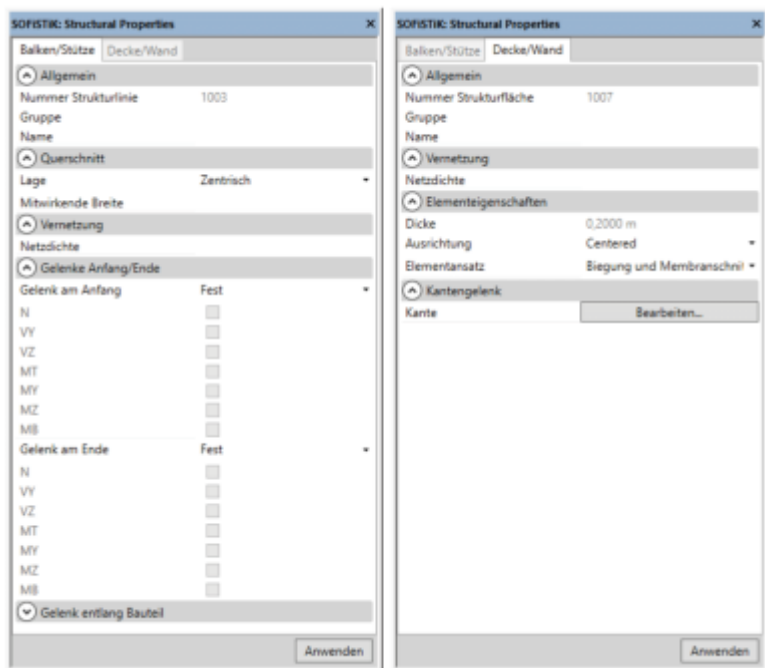 SOFiSTiK: Structural Properties
Balken/Stütze Decke/Wand
Allgemein
Nummer Strukturlinie 1003
Gruppe
Name
Querschnitt
Lage Zentrisch
Mitwirkende Breite
Vernetzung
Netzdichte
Gelenke Anfang/Ende
Gelenk am Anfang Fest
N
VY
VZ
MT
MY
MZ
MB
Gelenk am Ende Fest
N
VY
VZ
MT
MY
MZ
MB
Gelenk entlang Bauteil
Anwenden
SOFiSTiK: Structural Properties
Balken/Stütze Decke/Wand
Allgemein
Nummer Strukturfläche 1007
Gruppe
Name
Vernetzung
Netzdichte
Elementeigenschaften
Dicke 0,2000 m
Ausrichtung Centered
Elementansatz Biegung und Membranschnit
Kantengelenk
Kante Bearbeiten...
Anwenden